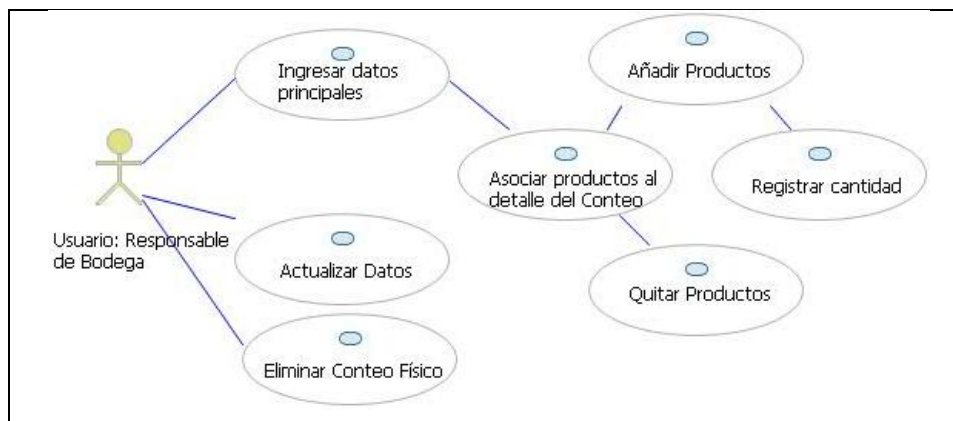 Ingresar datos
principales
Añadir Productos
Asociar productos al
detalle del Conteo
Registrar cantidad
Usuario: Responsable
de Bodega
Actualizar Datos
Quitar Productos
Eliminar Conteo Físico